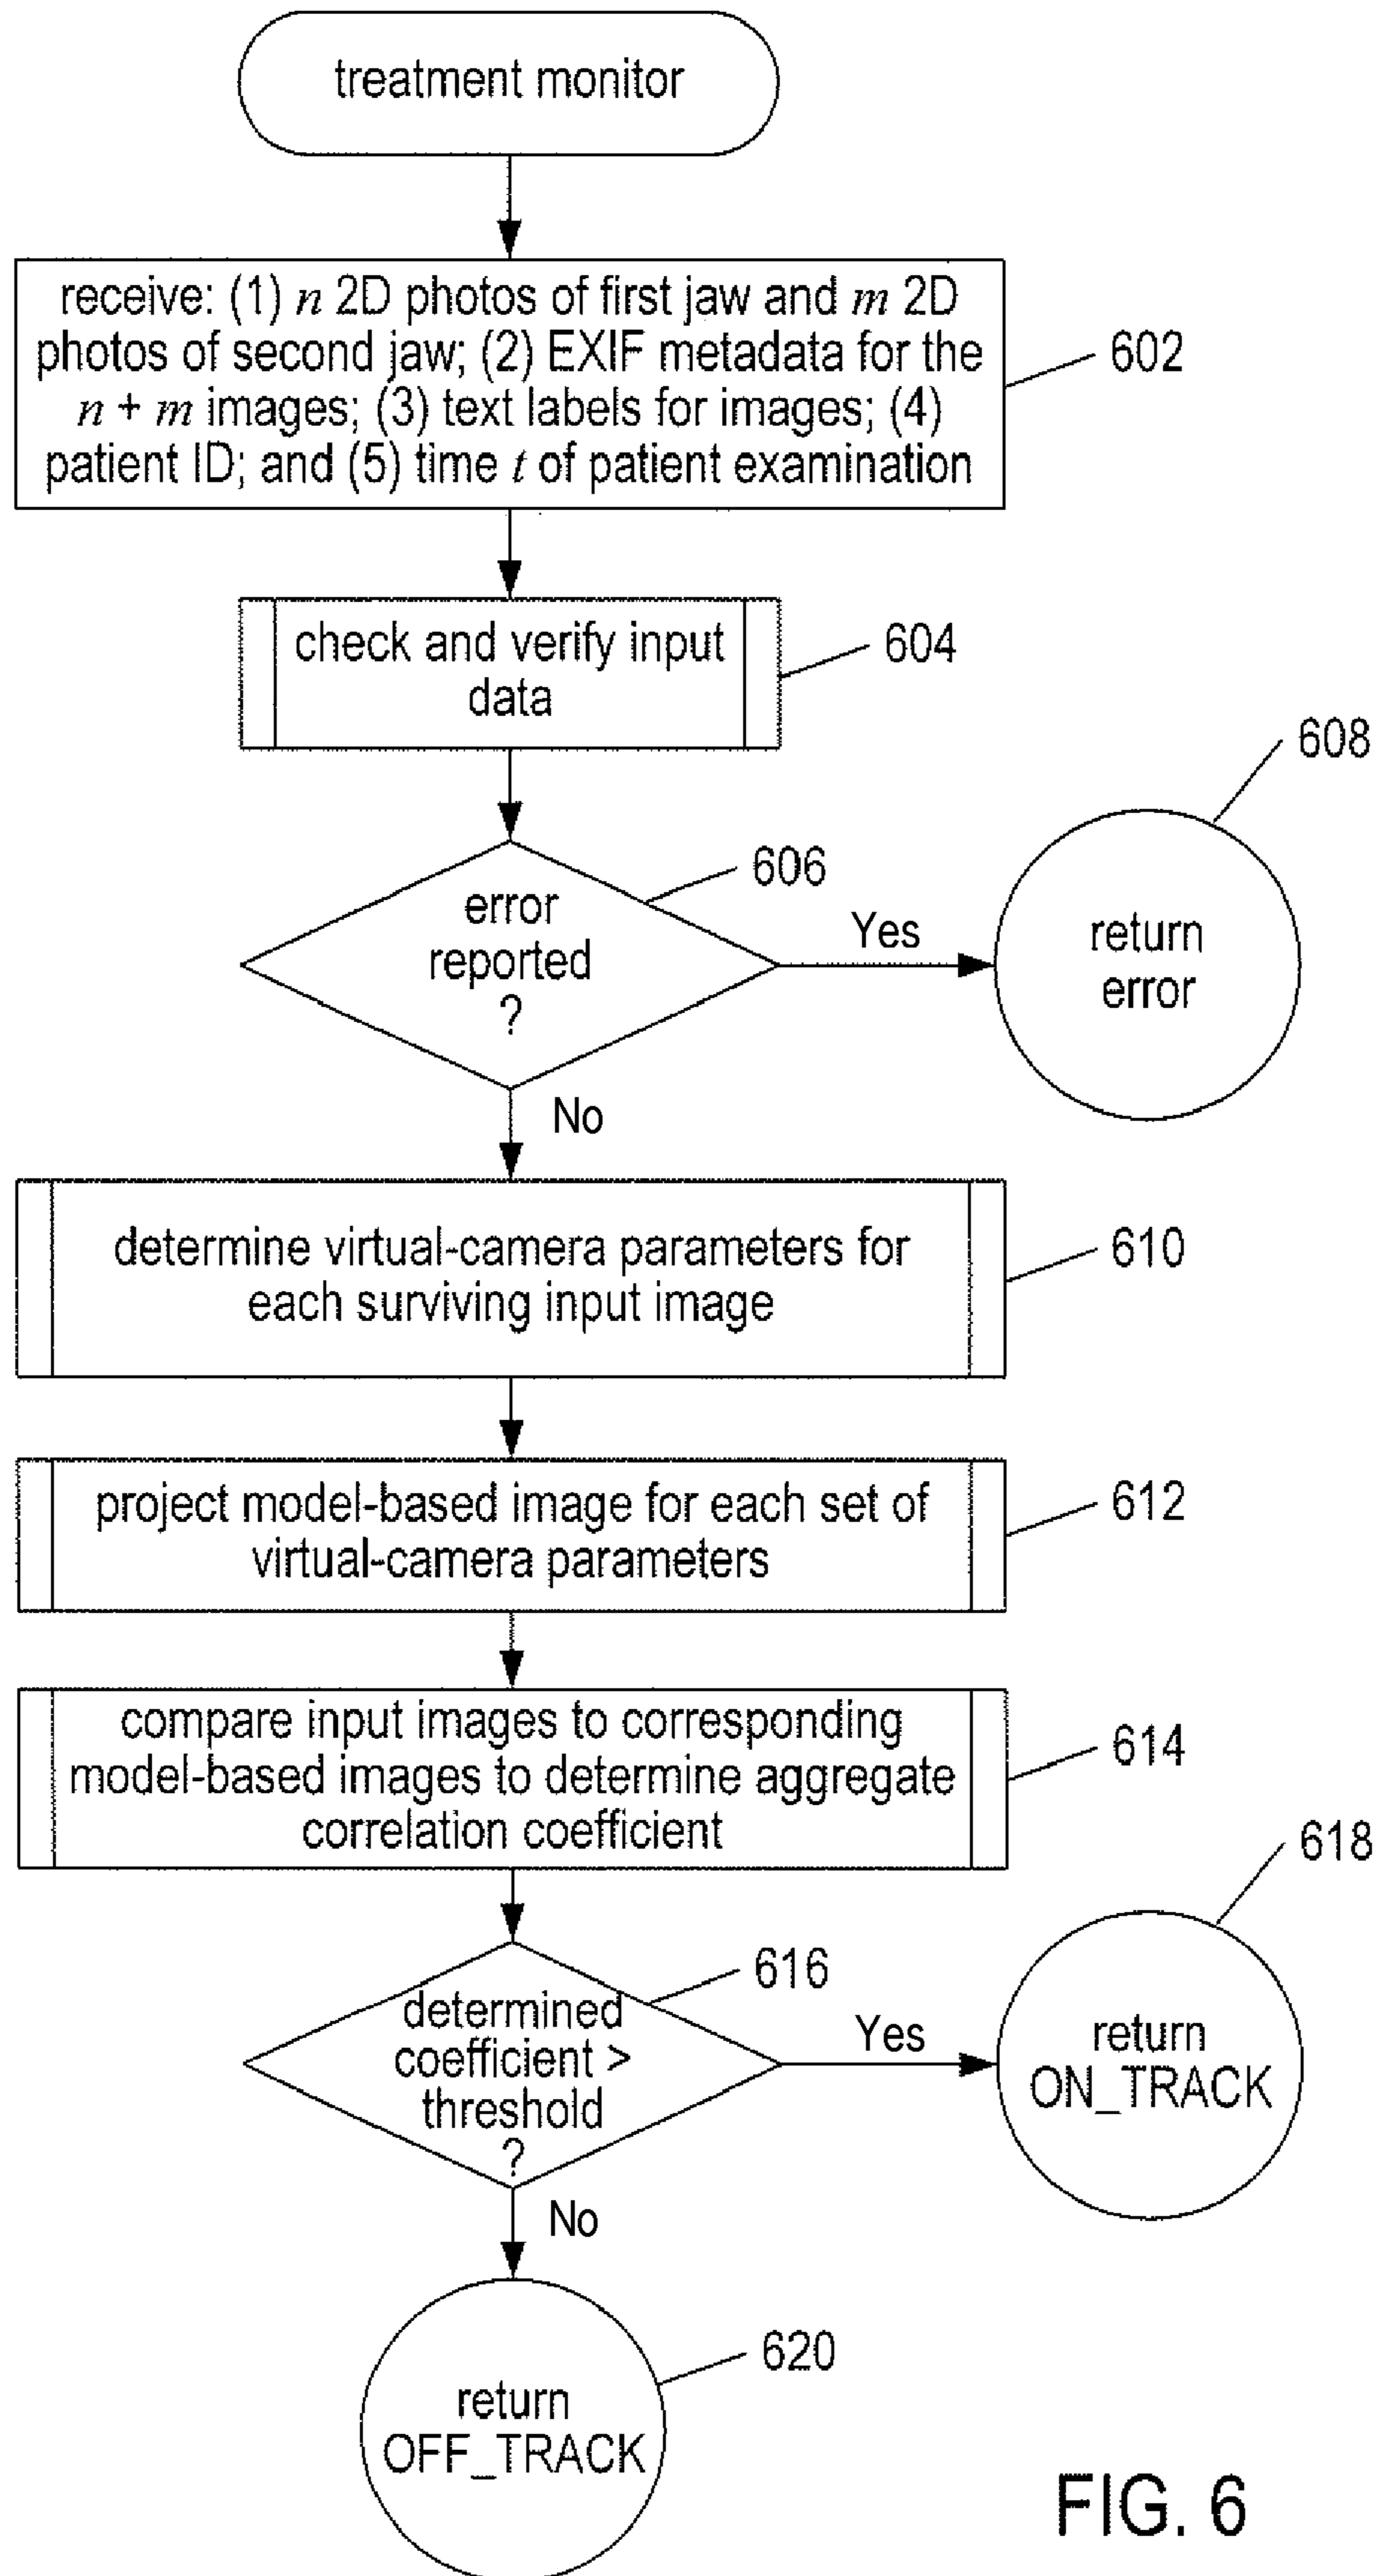 treatment monitor
receive: (1) n 2D photos of first jaw and m 2D
photos of second jaw; (2) EXIF metadata for the
n + m images; (3) text labels for images; (4)
patient ID; and (5) time t of patient examination
602
check and verify input
data
604
error
reported
?
606
Yes
return
error
608
No
determine virtual-camera parameters for
each surviving input image
610
project model-based image for each set of
virtual-camera parameters
612
compare input images to corresponding
model-based images to determine aggregate
correlation coefficient
614
determined
coefficient >
threshold
?
616
Yes
return
ON_TRACK
618
No
return
OFF_TRACK
620
FIG. 6